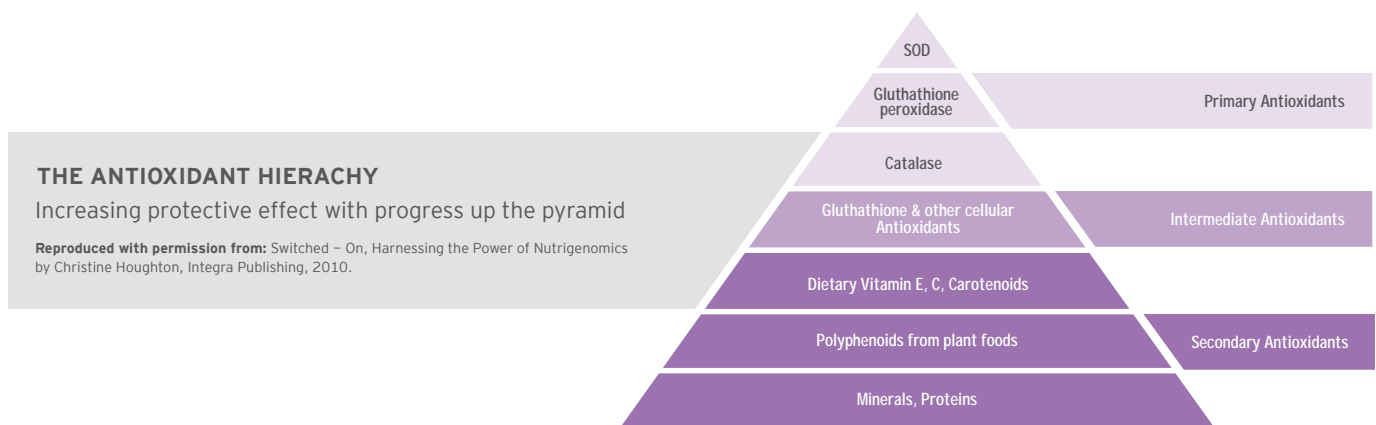 SOD
Gluthathione
peroxidase
Primary Antioxidants
Catalase
THE ANTIOXIDANT HIERACHY
Increasing protective effect with progress up the pyramid
Reproduced with permission from: Switched – On, Harnessing the Power of Nutrigenomics
by Christine Houghton, Integra Publishing, 2010.
Gluthathione & other cellular
Antioxidants
Intermediate Antioxidants
Dietary Vitamin E, C, Carotenoids
Polyphenoids from plant foods
Secondary Antioxidants
Minerals, Proteins